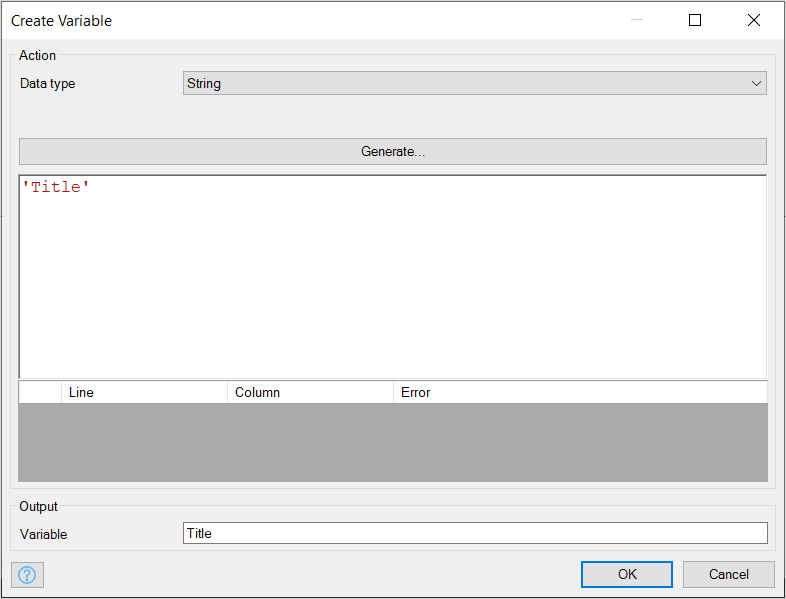 Create Variable
Action
Data type
String
Generate...
'Title'
Line Column Error
Output
Variable
Title
?
OK Cancel